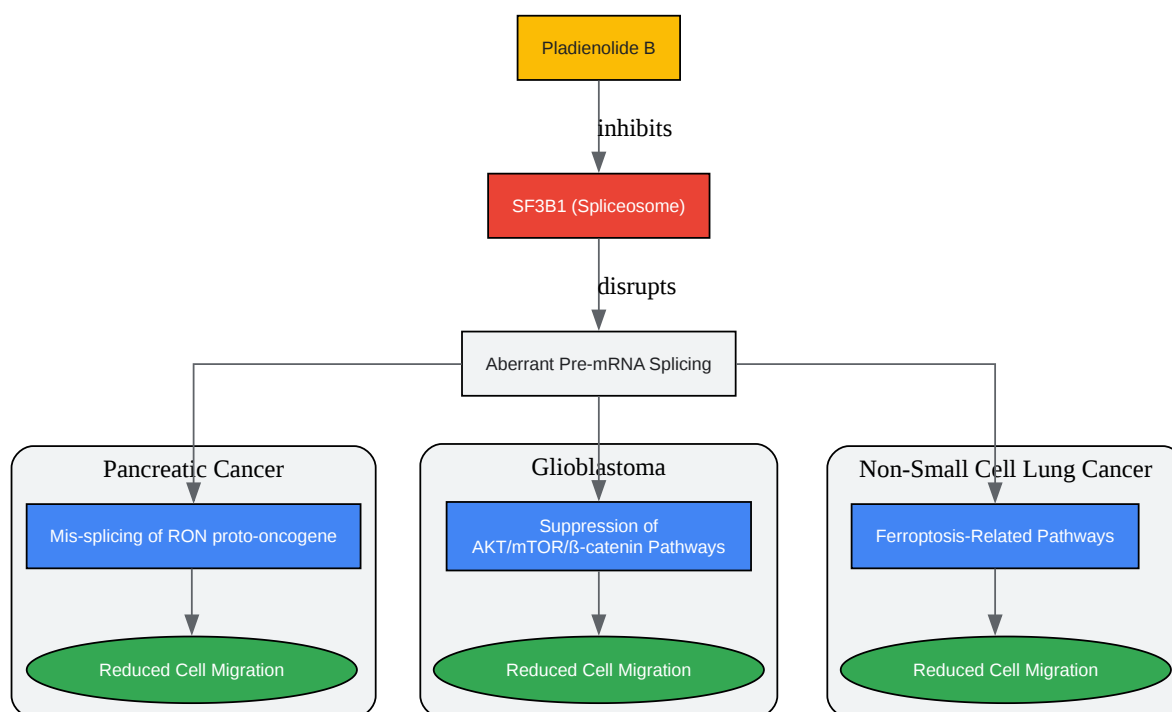 Pladienolide B
inhibits
SF3B1 (Spliceosome)
disrupts
Aberrant Pre-mRNA Splicing
Pancreatic Cancer
Mis-splicing of RON proto-oncogene
Reduced Cell Migration
Glioblastoma
Suppression of
AKT/mTOR/ß-catenin Pathways
Reduced Cell Migration
Non-Small Cell Lung Cancer
Ferroptosis-Related Pathways
Reduced Cell Migration